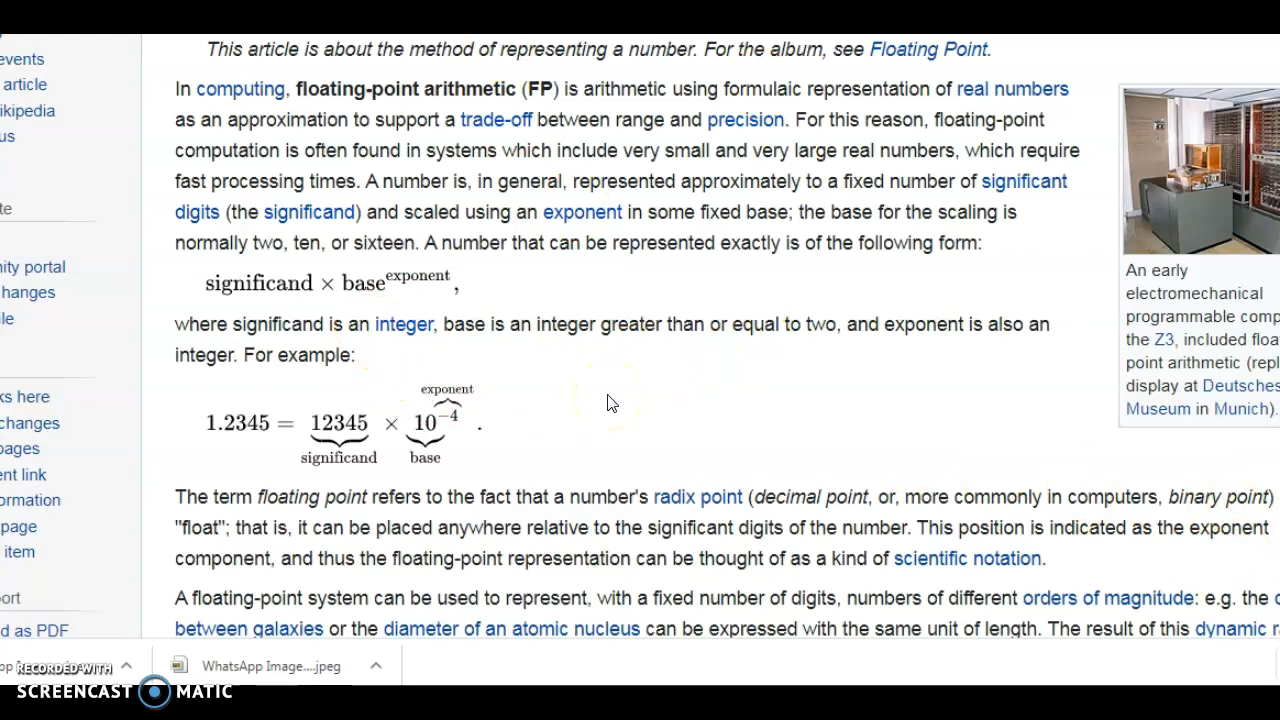 This article is about the method of representing a number. For the album, see Floating Point.
events
article
ikipedia
us
te
ity portal
hanges
ile
ks here
changes
pages
ent link
ormation
page
item
ort
d as PDF
In computing, floating-point arithmetic (FP) is arithmetic using formulaic representation of real numbers
as an approximation to support a trade-off between range and precision. For this reason, floating-point
computation is often found in systems which include very small and very large real numbers, which require
fast processing times. A number is, in general, represented approximately to a fixed number of significant
digits (the significand) and scaled using an exponent in some fixed base; the base for the scaling is
normally two, ten, or sixteen. A number that can be represented exactly is of the following form:
significand × base^exponent,
where significand is an integer, base is an integer greater than or equal to two, and exponent is also an
integer. For example:
exponent
1.2345 = 12345 × 10^−4 .
significand base
The term floating point refers to the fact that a number's radix point (decimal point, or, more commonly in computers, binary point)
"float"; that is, it can be placed anywhere relative to the significant digits of the number. This position is indicated as the exponent
component, and thus the floating-point representation can be thought of as a kind of scientific notation.
A floating-point system can be used to represent, with a fixed number of digits, numbers of different orders of magnitude: e.g. the
between galaxies or the diameter of an atomic nucleus can be expressed with the same unit of length. The result of this dynamic r
An early
electromechanical
programmable comp
the Z3, included floa
point arithmetic (repl
display at Deutsches
Museum in Munich).
WhatsApp Image....jpeg
RECORDED WITH
SCREENCAST MATIC